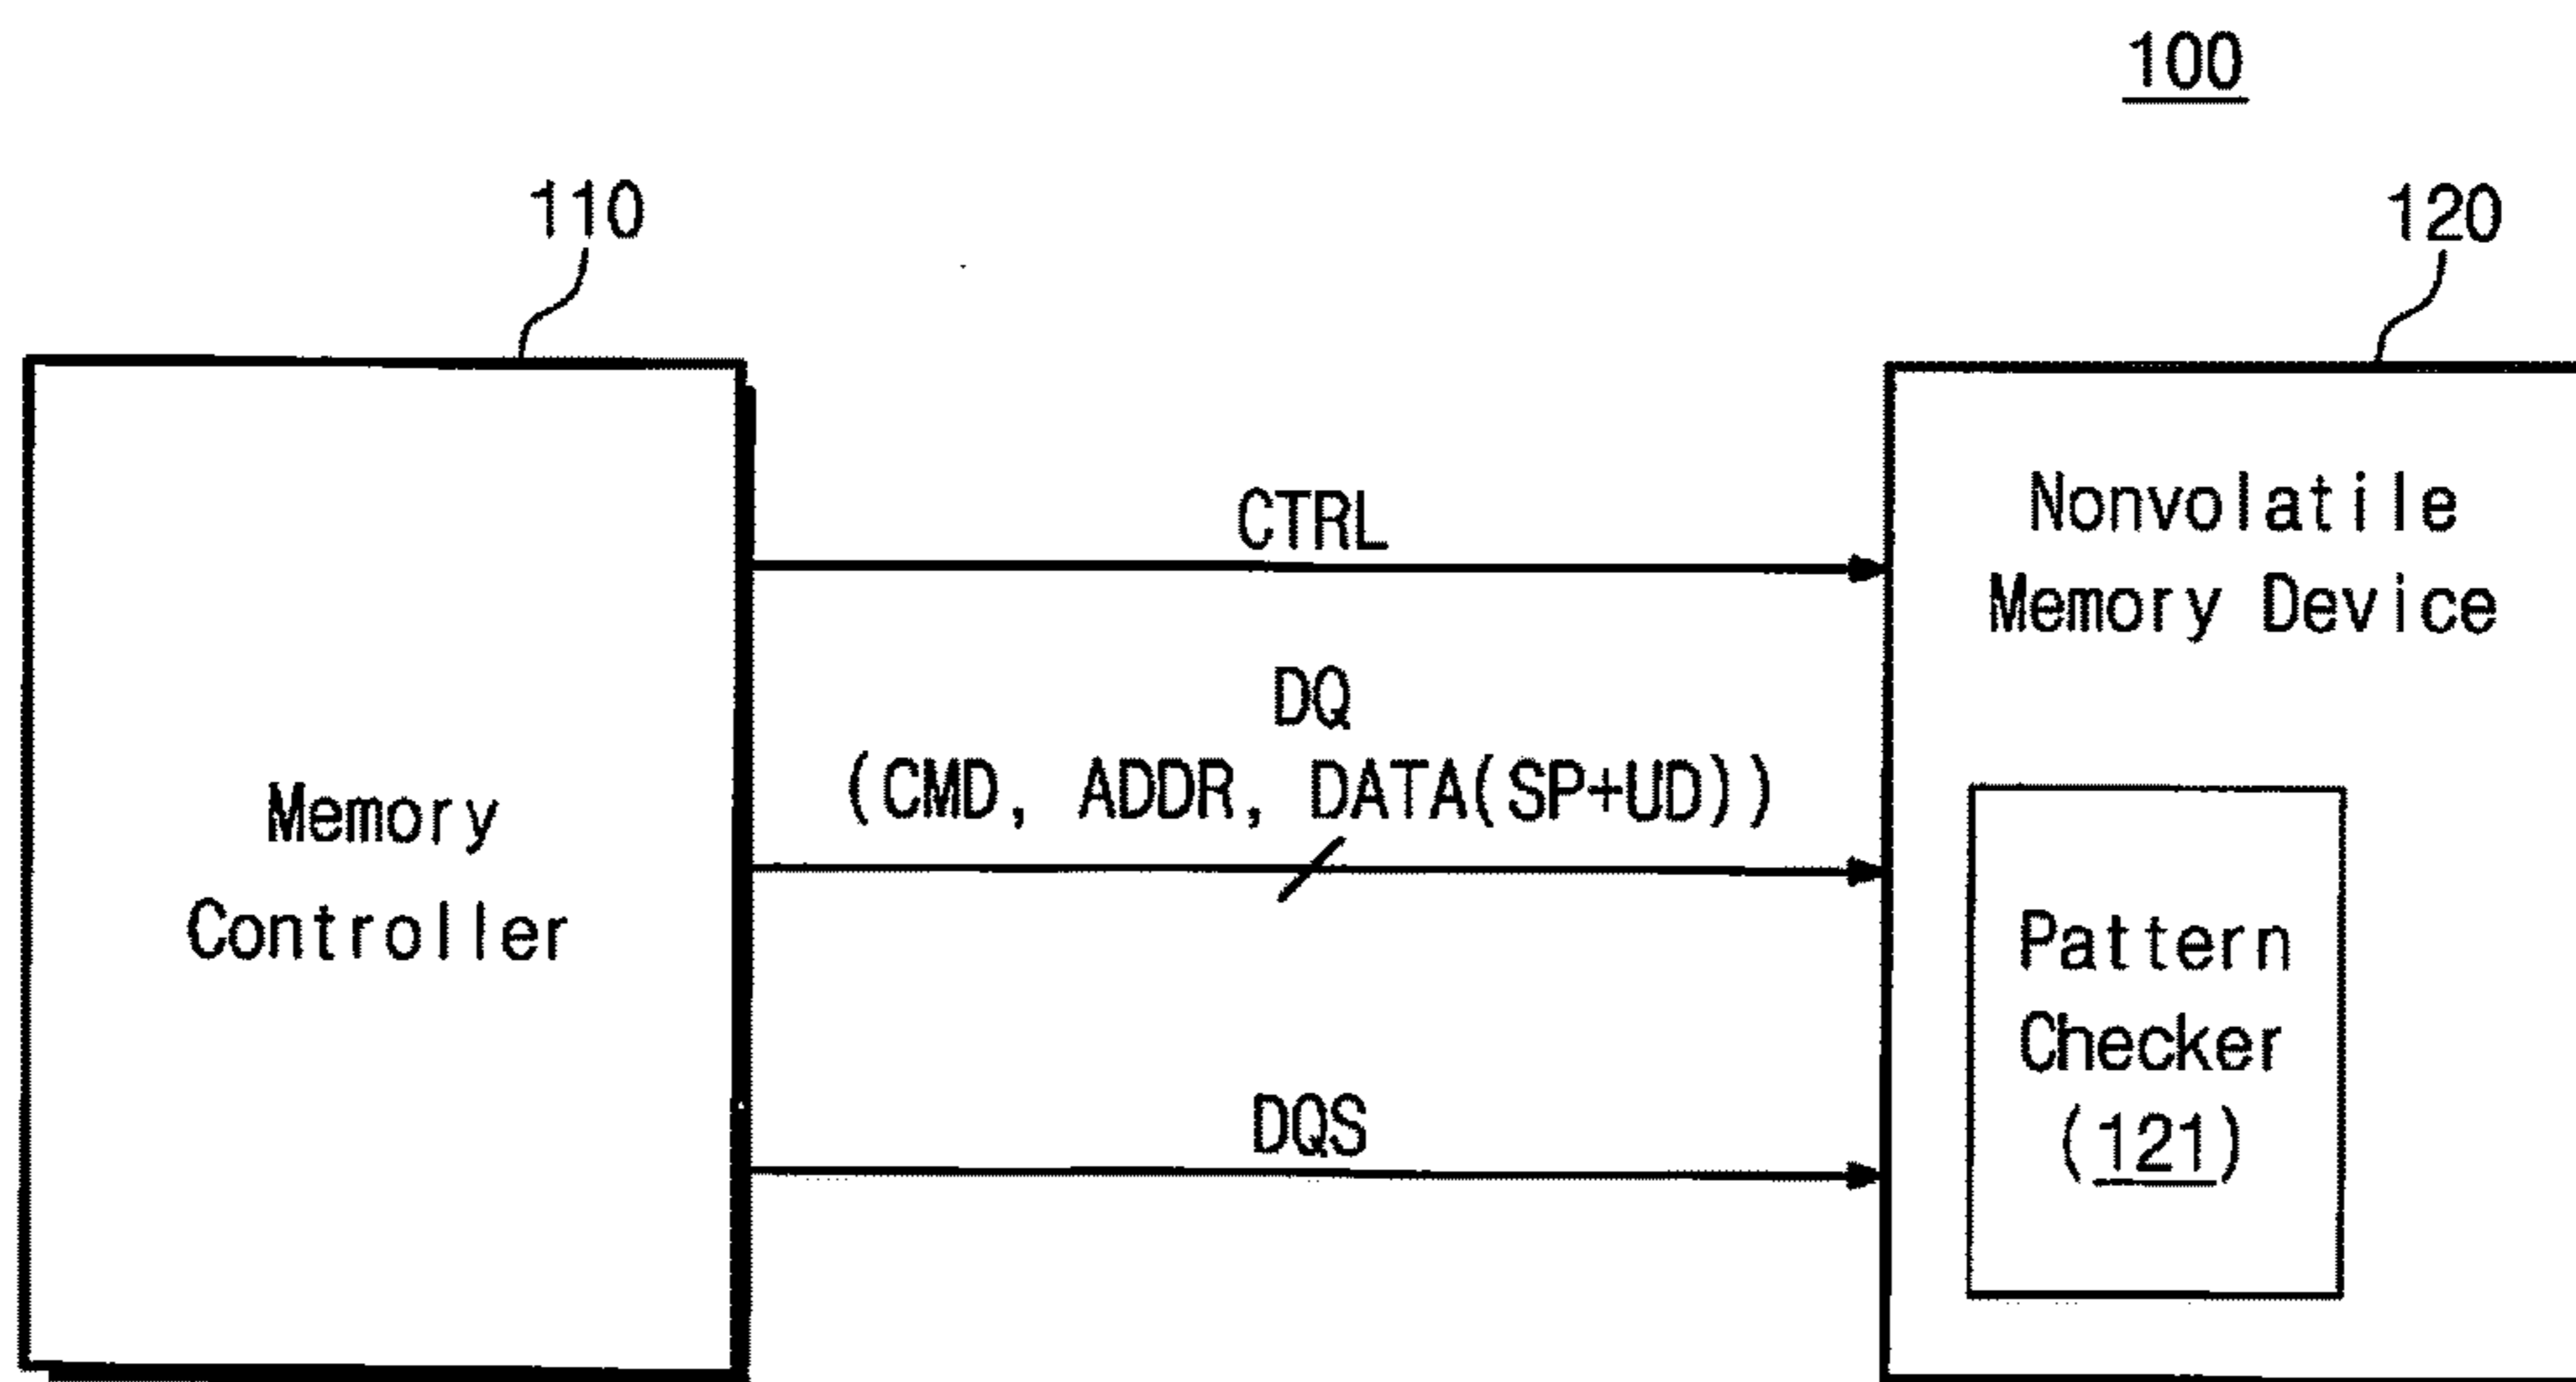 100
110
120
Memory
Controller
CTRL
DQ
(CMD, ADDR, DATA(SP+UD))
DQS
Nonvolatile
Memory Device
Pattern
Checker
(121)